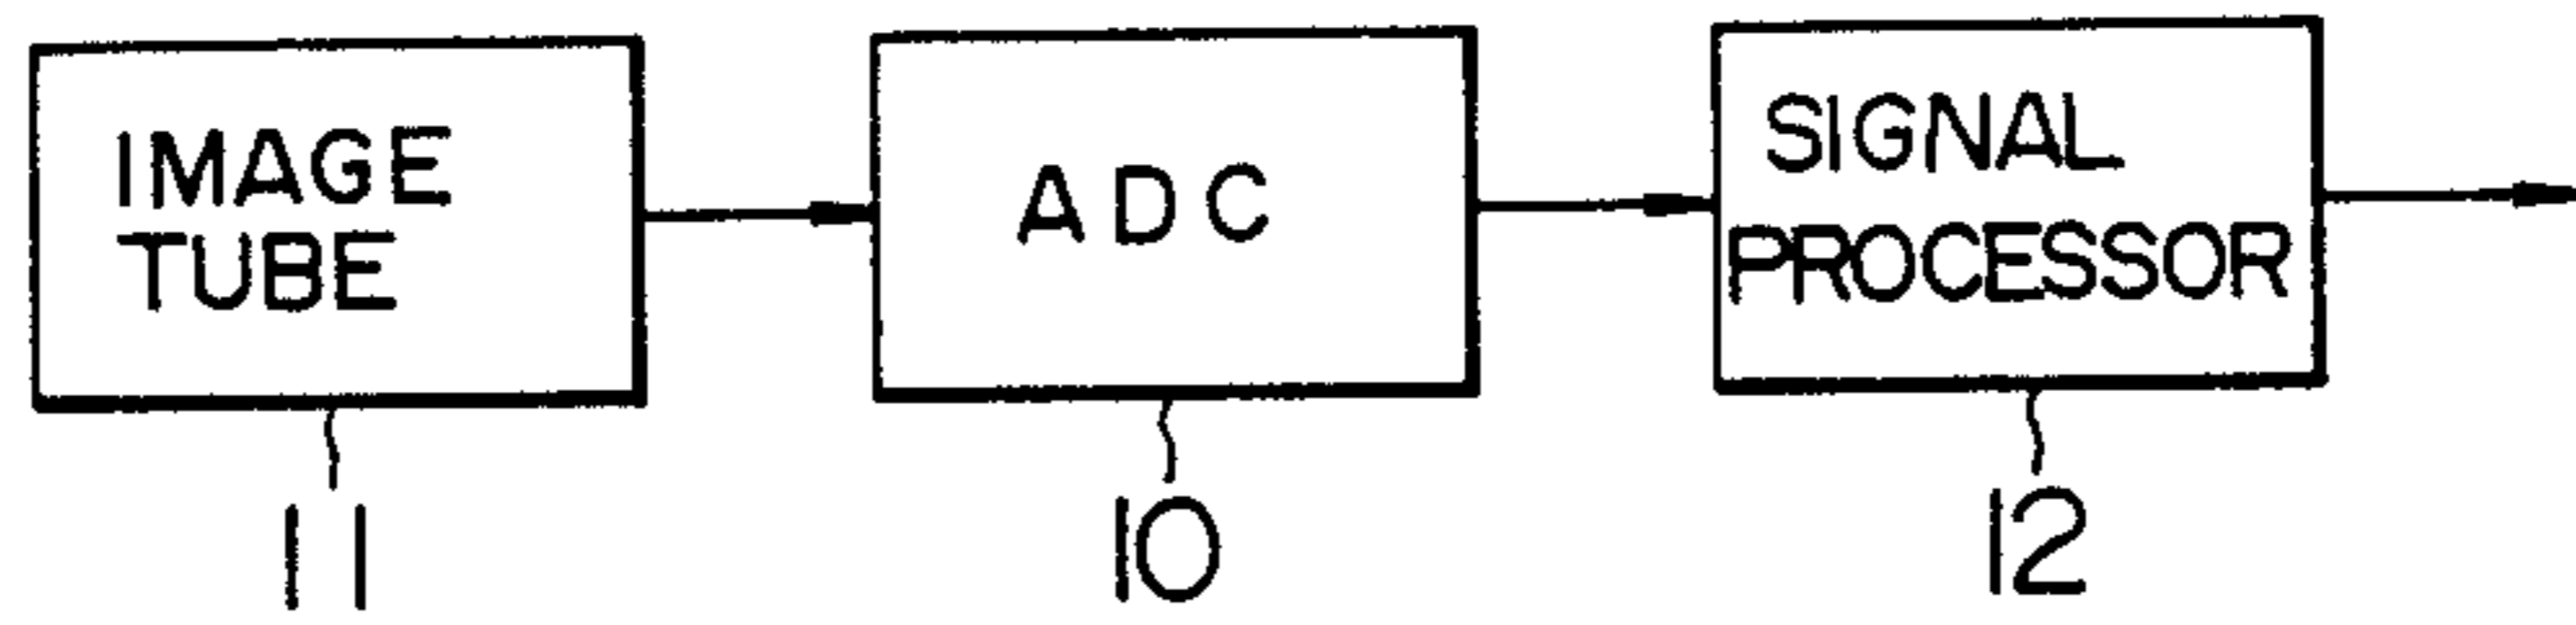 IMAGE
TUBE
ADC
SIGNAL
PROCESSOR
11
10
12